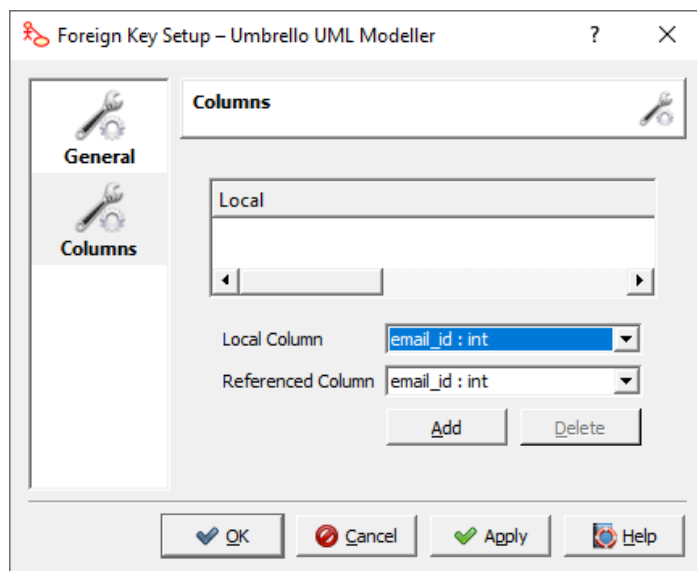 Foreign Key Setup – Umbrello UML Modeller
General
Columns
Columns
Local
Local Column email_id : int
Referenced Column email_id : int
Add Delete
OK Cancel Apply Help